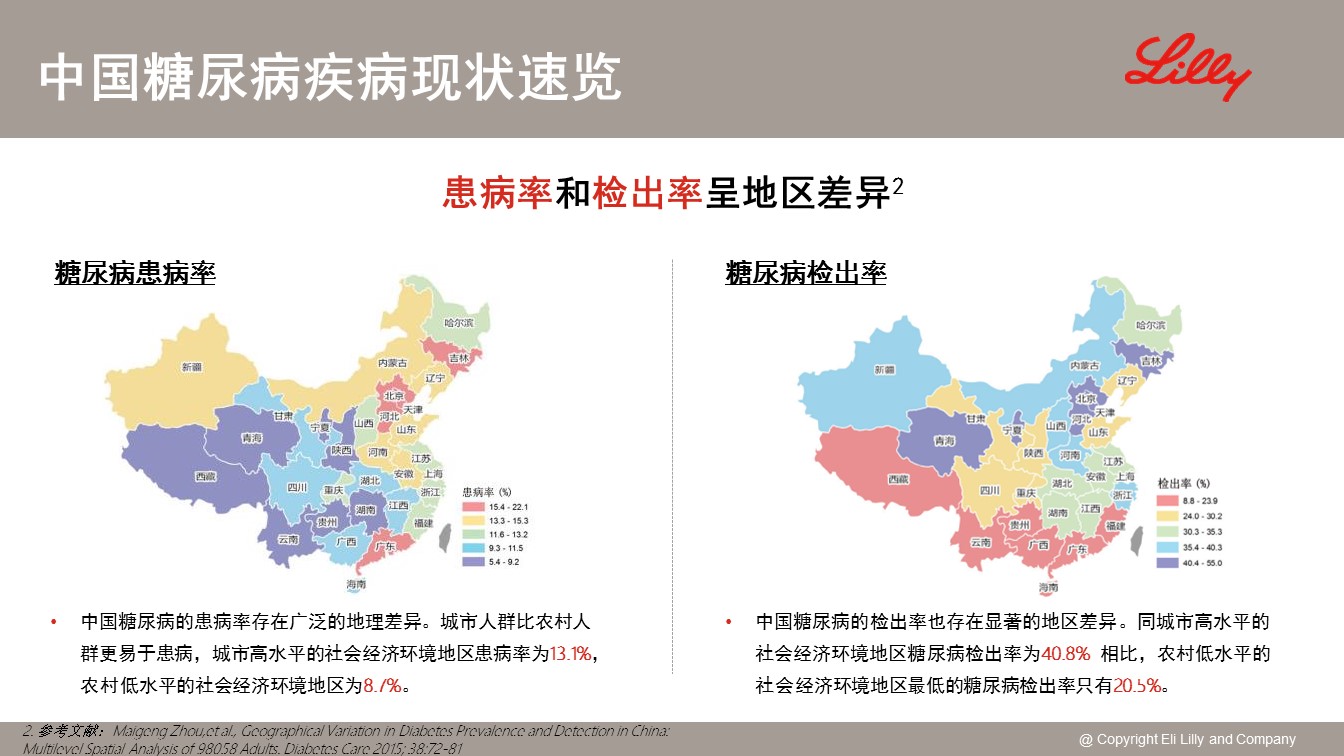 中国糖尿病疾病现状速览
Lilly
患病率和检出率呈地区差异2
糖尿病患病率
哈尔滨
吉林
新疆
内蒙古
辽宁
北京
天津
河北
甘肃
宁夏
山西
山东
青海
陕西
河南
江苏
西藏
安徽
上海
四川
重庆
湖北
浙江
湖南
江西
贵州
福建
云南
广西
广东
海南
患病率 (%)
15.4 - 22.1
13.3 - 15.3
11.6 - 13.2
9.3 - 11.5
5.4 - 9.2
• 中国糖尿病的患病率存在广泛的地理差异。城市人群比农村人
群更易于患病，城市高水平的社会经济环境地区患病率为13.1%，
农村低水平的社会经济环境地区为8.7%。
糖尿病检出率
哈尔滨
吉林
新疆
内蒙古
辽宁
北京
天津
河北
甘肃
宁夏
山西
山东
青海
陕西
河南
江苏
西藏
安徽
上海
四川
重庆
湖北
浙江
湖南
江西
贵州
福建
云南
广西
广东
海南
检出率 (%)
8.8 - 23.9
24.0 - 30.2
30.3 - 35.3
35.4 - 40.3
40.4 - 55.0
• 中国糖尿病的检出率也存在显著的地区差异。同城市高水平的
社会经济环境地区糖尿病检出率为40.8% 相比，农村低水平的
社会经济环境地区最低的糖尿病检出率只有20.5%。
2. 参考文献：Maigeng Zhou,et al., Geographical Variation in Diabetes Prevalence and Detection in China:
Multilevel Spatial Analysis of 98058 Adults. Diabetes Care 2015; 38:72-81
@ Copyright Eli Lilly and Company